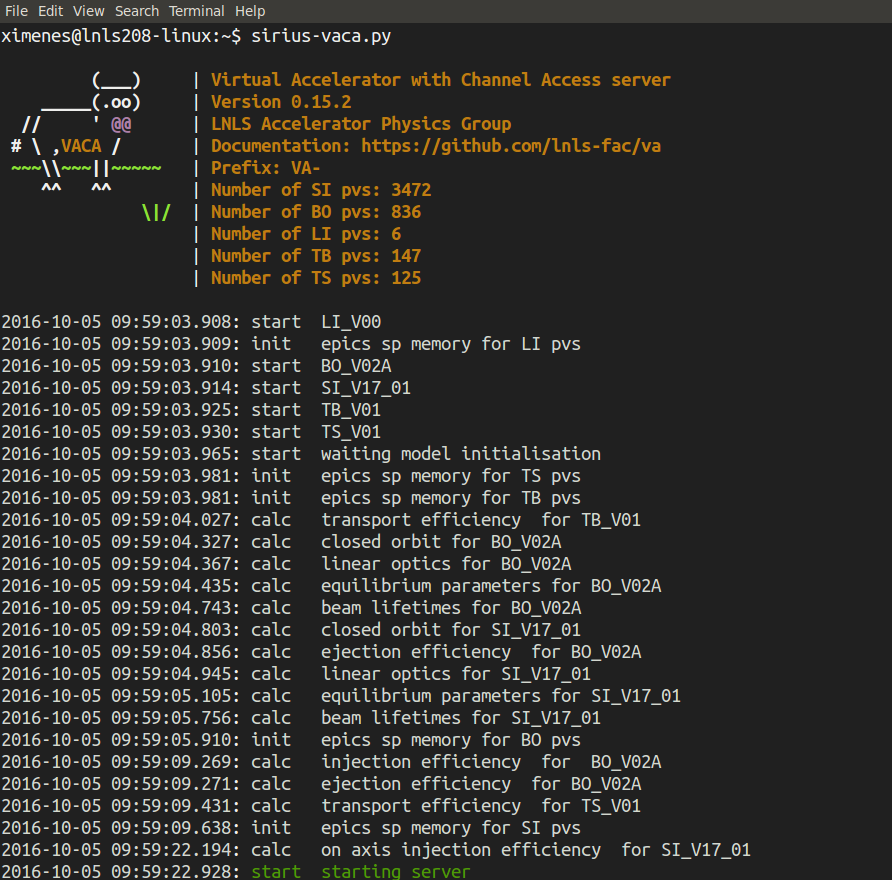 File Edit View Search Terminal Help
ximenes@lnls208-linux:~$ sirius-vaca.py
         (___)     | Virtual Accelerator with Channel Access server
    _____(.oo)     | Version 0.15.2
  //     ' @@      | LNLS Accelerator Physics Group
 # \ ,VACA /       | Documentation: https://github.com/lnls-fac/va
 ~~~\\~~~||~~~~~   | Prefix: VA-
    ^^   ^^        | Number of SI pvs: 3472
              \|/  | Number of BO pvs: 836
                   | Number of LI pvs: 6
                   | Number of TB pvs: 147
                   | Number of TS pvs: 125
2016-10-05 09:59:03.908: start  LI_V00
2016-10-05 09:59:03.909: init   epics sp memory for LI pvs
2016-10-05 09:59:03.910: start  BO_V02A
2016-10-05 09:59:03.914: start  SI_V17_01
2016-10-05 09:59:03.925: start  TB_V01
2016-10-05 09:59:03.930: start  TS_V01
2016-10-05 09:59:03.965: start  waiting model initialisation
2016-10-05 09:59:03.981: init   epics sp memory for TS pvs
2016-10-05 09:59:03.981: init   epics sp memory for TB pvs
2016-10-05 09:59:04.027: calc   transport efficiency  for TB_V01
2016-10-05 09:59:04.327: calc   closed orbit for BO_V02A
2016-10-05 09:59:04.367: calc   linear optics for BO_V02A
2016-10-05 09:59:04.435: calc   equilibrium parameters for BO_V02A
2016-10-05 09:59:04.743: calc   beam lifetimes for BO_V02A
2016-10-05 09:59:04.803: calc   closed orbit for SI_V17_01
2016-10-05 09:59:04.856: calc   ejection efficiency  for BO_V02A
2016-10-05 09:59:04.945: calc   linear optics for SI_V17_01
2016-10-05 09:59:05.105: calc   equilibrium parameters for SI_V17_01
2016-10-05 09:59:05.756: calc   beam lifetimes for SI_V17_01
2016-10-05 09:59:05.910: init   epics sp memory for BO pvs
2016-10-05 09:59:09.269: calc   injection efficiency  for  BO_V02A
2016-10-05 09:59:09.271: calc   ejection efficiency  for BO_V02A
2016-10-05 09:59:09.431: calc   transport efficiency  for TS_V01
2016-10-05 09:59:09.638: init   epics sp memory for SI pvs
2016-10-05 09:59:22.194: calc   on axis injection efficiency  for SI_V17_01
2016-10-05 09:59:22.928: start  starting server